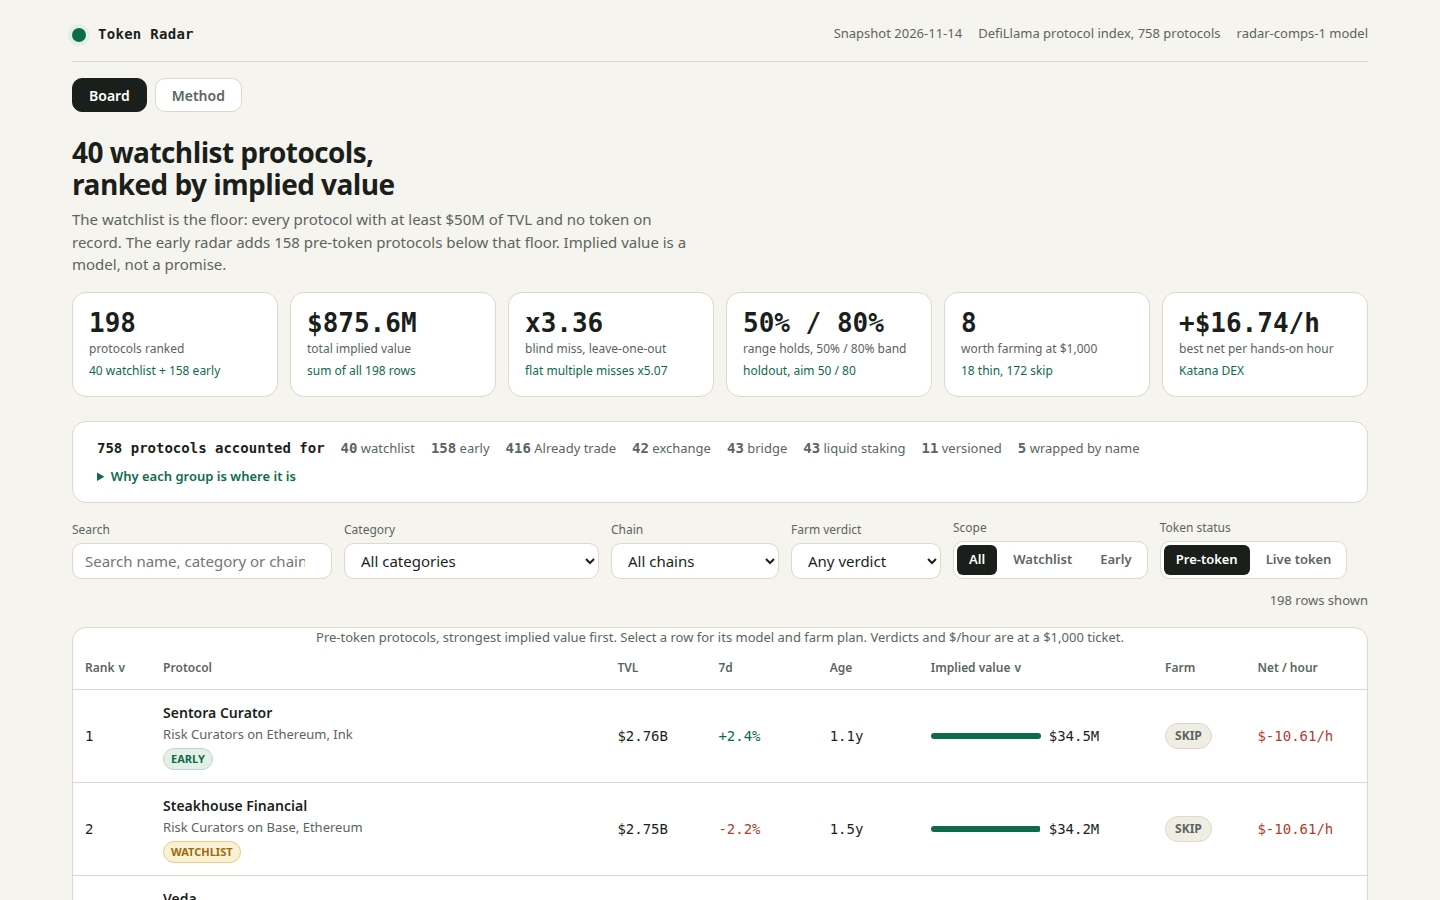 Token Radar
Snapshot 2026-11-14 DefiLlama protocol index, 758 protocols radar-comps-1 model
Board Method
40 watchlist protocols,
ranked by implied value
The watchlist is the floor: every protocol with at least $50M of TVL and no token on
record. The early radar adds 158 pre-token protocols below that floor. Implied value is a
model, not a promise.
198 $875.6M x3.36 50% / 80% 8 +$16.74/h
protocols ranked total implied value blind miss, leave-one-out range holds, 50% / 80% band worth farming at $1,000 best net per hands-on hour
40 watchlist + 158 early sum of all 198 rows flat multiple misses x5.07 holdout, aim 50 / 80 18 thin, 172 skip Katana DEX
758 protocols accounted for 40 watchlist 158 early 416 Already trade 42 exchange 43 bridge 43 liquid staking 11 versioned 5 wrapped by name
Why each group is where it is
Search Category Chain Farm verdict Scope Token status
Search name, category or chain All categories All chains Any verdict All Watchlist Early Pre-token Live token
198 rows shown
Pre-token protocols, strongest implied value first. Select a row for its model and farm plan. Verdicts and $/hour are at a $1,000 ticket.
Rank v Protocol TVL 7d Age Implied value v Farm Net / hour
Sentora Curator
1 Risk Curators on Ethereum, Ink $2.76B +2.4% 1.1y $34.5M SKIP $-10.61/h
EARLY
Steakhouse Financial
2 Risk Curators on Base, Ethereum $2.75B -2.2% 1.5y $34.2M SKIP $-10.61/h
WATCHLIST
Veda